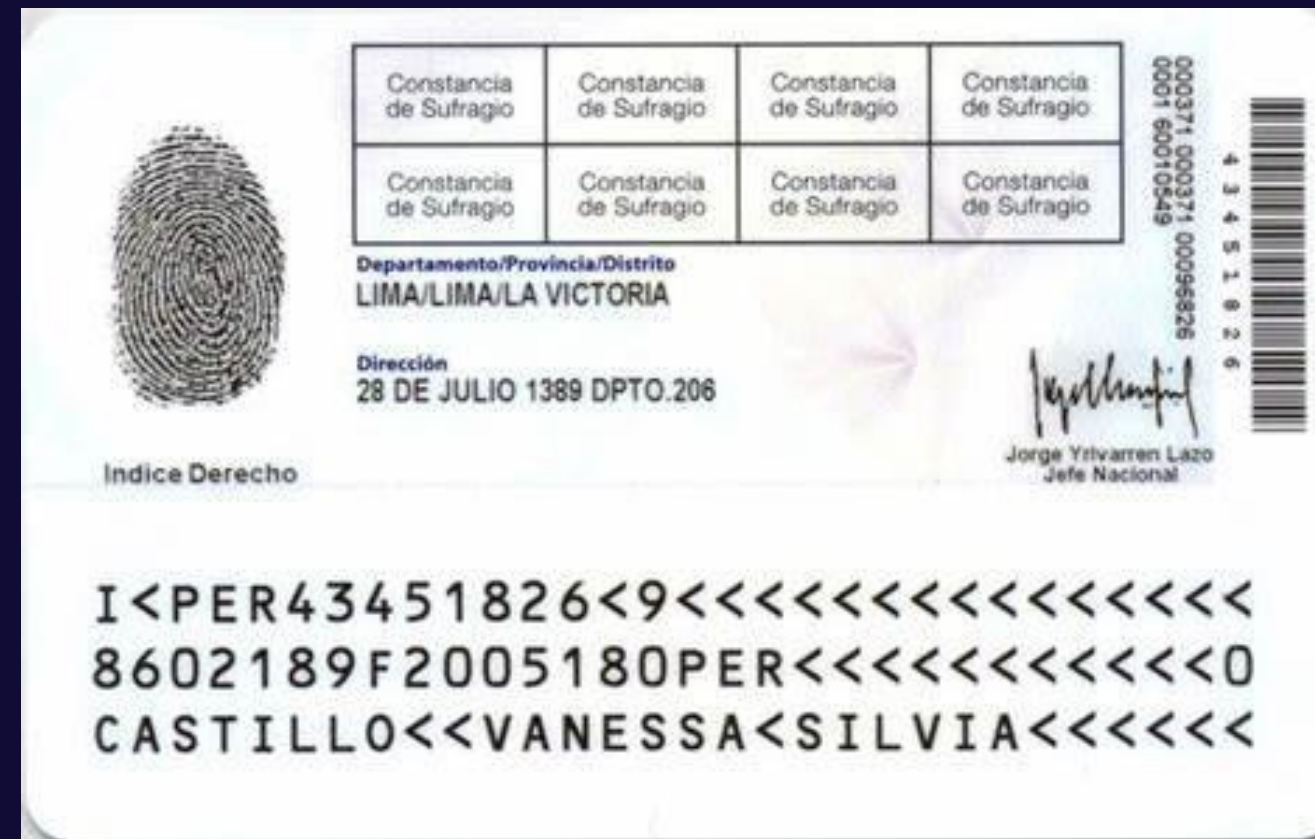 Constancia de Sufragio Constancia de Sufragio Constancia de Sufragio Constancia de Sufragio
Constancia de Sufragio Constancia de Sufragio Constancia de Sufragio Constancia de Sufragio
000371 000371 00096826
0001 60010549
4 3 4 5 1 8 2 6
Departamento/Provincia/Distrito
LIMA/LIMA/LA VICTORIA
Dirección
28 DE JULIO 1389 DPTO.206
Indice Derecho
Jorge Yrivarren Lazo
Jefe Nacional
I<PER43451826<9<<<<<<<<<<<<<<<
8602189F2005180PER<<<<<<<<<<<0
CASTILLO<<VANESSA<SILVIA<<<<<<